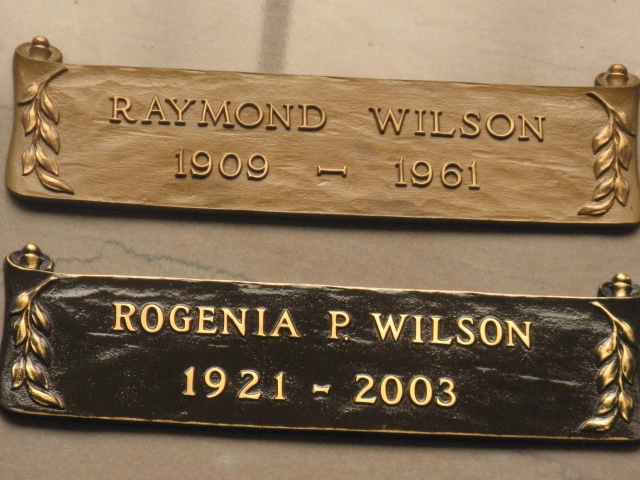 RAYMOND WILSON
1909 - 1961
ROGENIA P. WILSON
1921 - 2003